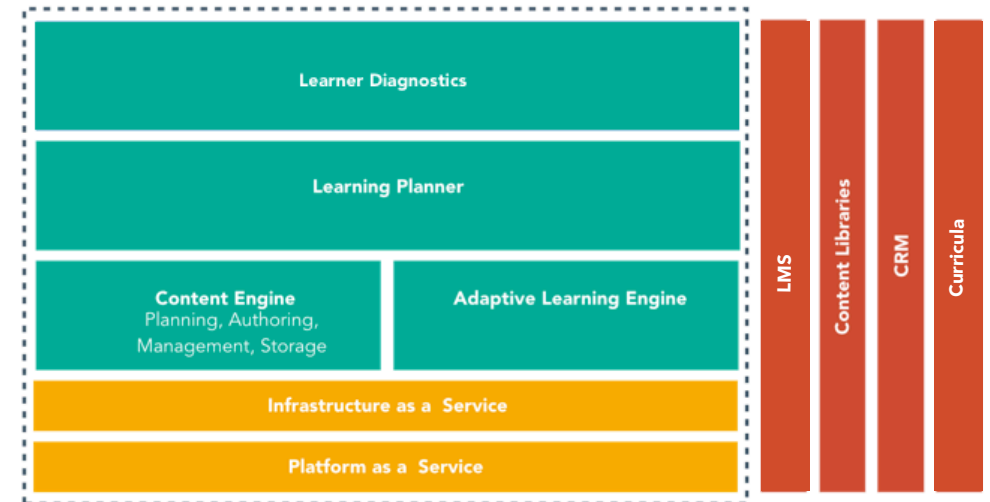 Learner Diagnostics
Learning Planner
Content Engine
Planning, Authoring,
Management, Storage
Adaptive Learning Engine
Infrastructure as a Service
Platform as a Service
LMS
Content Libraries
CRM
Curricula